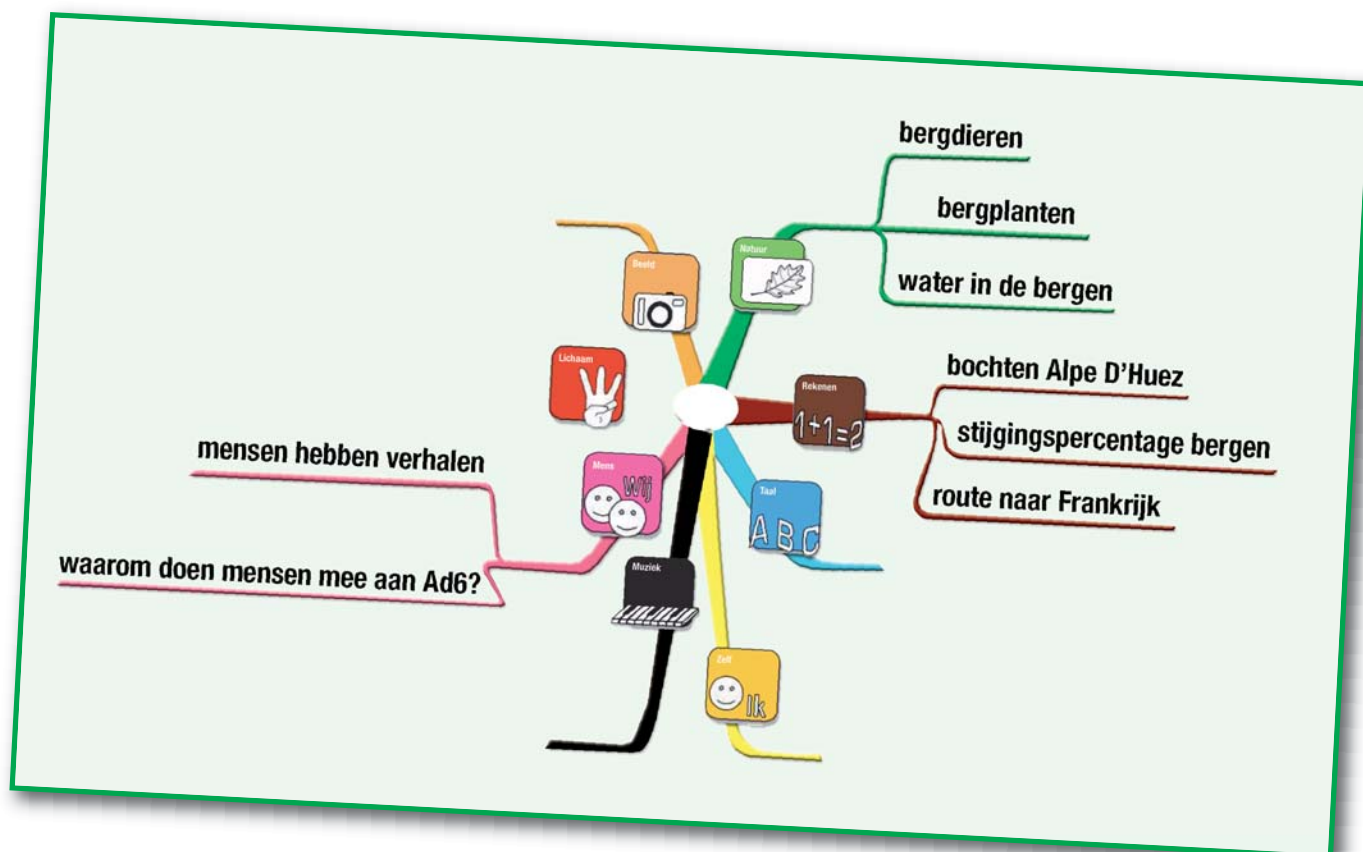 bergdieren
bergplanten
water in de bergen
Natuur
Beeld
Lichaam
bochten Alpe D'Huez
Rekenen
1+1=2
stijgingspercentage bergen
route naar Frankrijk
mensen hebben verhalen
Mens
Wij
Taal
ABC
waarom doen mensen mee aan Ad6?
Muziek
Zelf
Ik